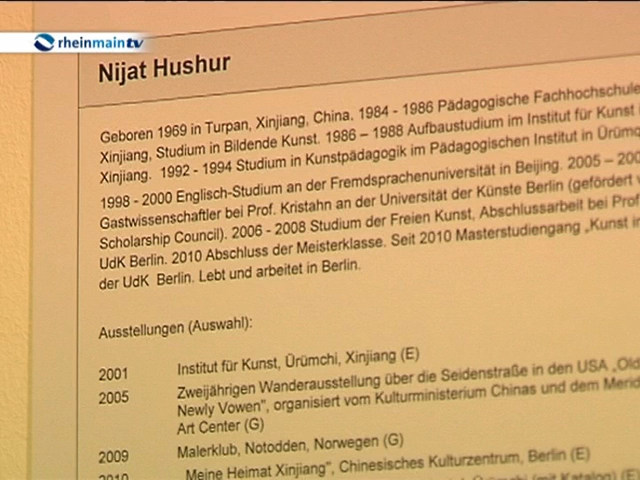 rheinmaintv
Nijat Hushur
Geboren 1969 in Turpan, Xinjiang, China. 1984 - 1986 Pädagogische Fachhochschule
Xinjiang, Studium in Bildende Kunst. 1986 – 1988 Aufbaustudium im Institut für Kunst
Xinjiang. 1992 - 1994 Studium in Kunstpädagogik im Pädagogischen Institut in Ürüm
1998 - 2000 Englisch-Studium an der Fremdsprachenuniversität in Beijing. 2005 – 200
Gastwissenschaftler bei Prof. Kristahn an der Universität der Künste Berlin (gefördert
Scholarship Council). 2006 - 2008 Studium der Freien Kunst, Abschlussarbeit bei Prof
UdK Berlin. 2010 Abschluss der Meisterklasse. Seit 2010 Masterstudiengang „Kunst in
der UdK Berlin. Lebt und arbeitet in Berlin.
Ausstellungen (Auswahl):
2001 Institut für Kunst, Ürümchi, Xinjiang (E)
2005 Zweijährigen Wanderausstellung über die Seidenstraße in den USA „Old
Newly Vowen", organisiert vom Kulturministerium Chinas und dem Merid
Art Center (G)
2009 Malerklub, Notodden, Norwegen (G)
2010 „Meine Heimat Xinjiang", Chinesisches Kulturzentrum, Berlin (E)
(mit Katalog) (E)